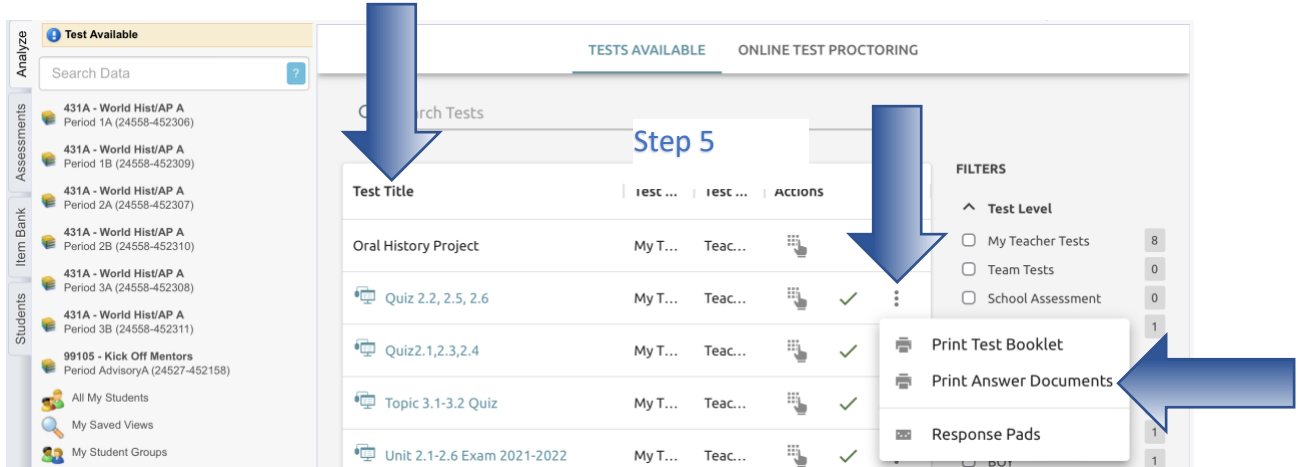 Analyze
Assessments
Item Bank
Students
Test Available
Search Data
?
431A - World Hist/AP A
Period 1A (24558-452306)
431A - World Hist/AP A
Period 1B (24558-452309)
431A - World Hist/AP A
Period 2A (24558-452307)
431A - World Hist/AP A
Period 2B (24558-452310)
431A - World Hist/AP A
Period 3A (24558-452308)
431A - World Hist/AP A
Period 3B (24558-452311)
99105 - Kick Off Mentors
Period AdvisoryA (24527-452158)
All My Students
My Saved Views
My Student Groups
TESTS AVAILABLE ONLINE TEST PROCTORING
rch Tests
Step 5
Test Title Test ... Test ... Actions
Oral History Project My T... Teac...
Quiz 2.2, 2.5, 2.6 My T... Teac...
Quiz2.1,2.3,2.4 My T... Teac...
Topic 3.1-3.2 Quiz My T... Teac...
Unit 2.1-2.6 Exam 2021-2022 My T... Teac...
Print Test Booklet
Print Answer Documents
Response Pads
FILTERS
Test Level
My Teacher Tests 8
Team Tests 0
School Assessment 0
1
1
BOY 1